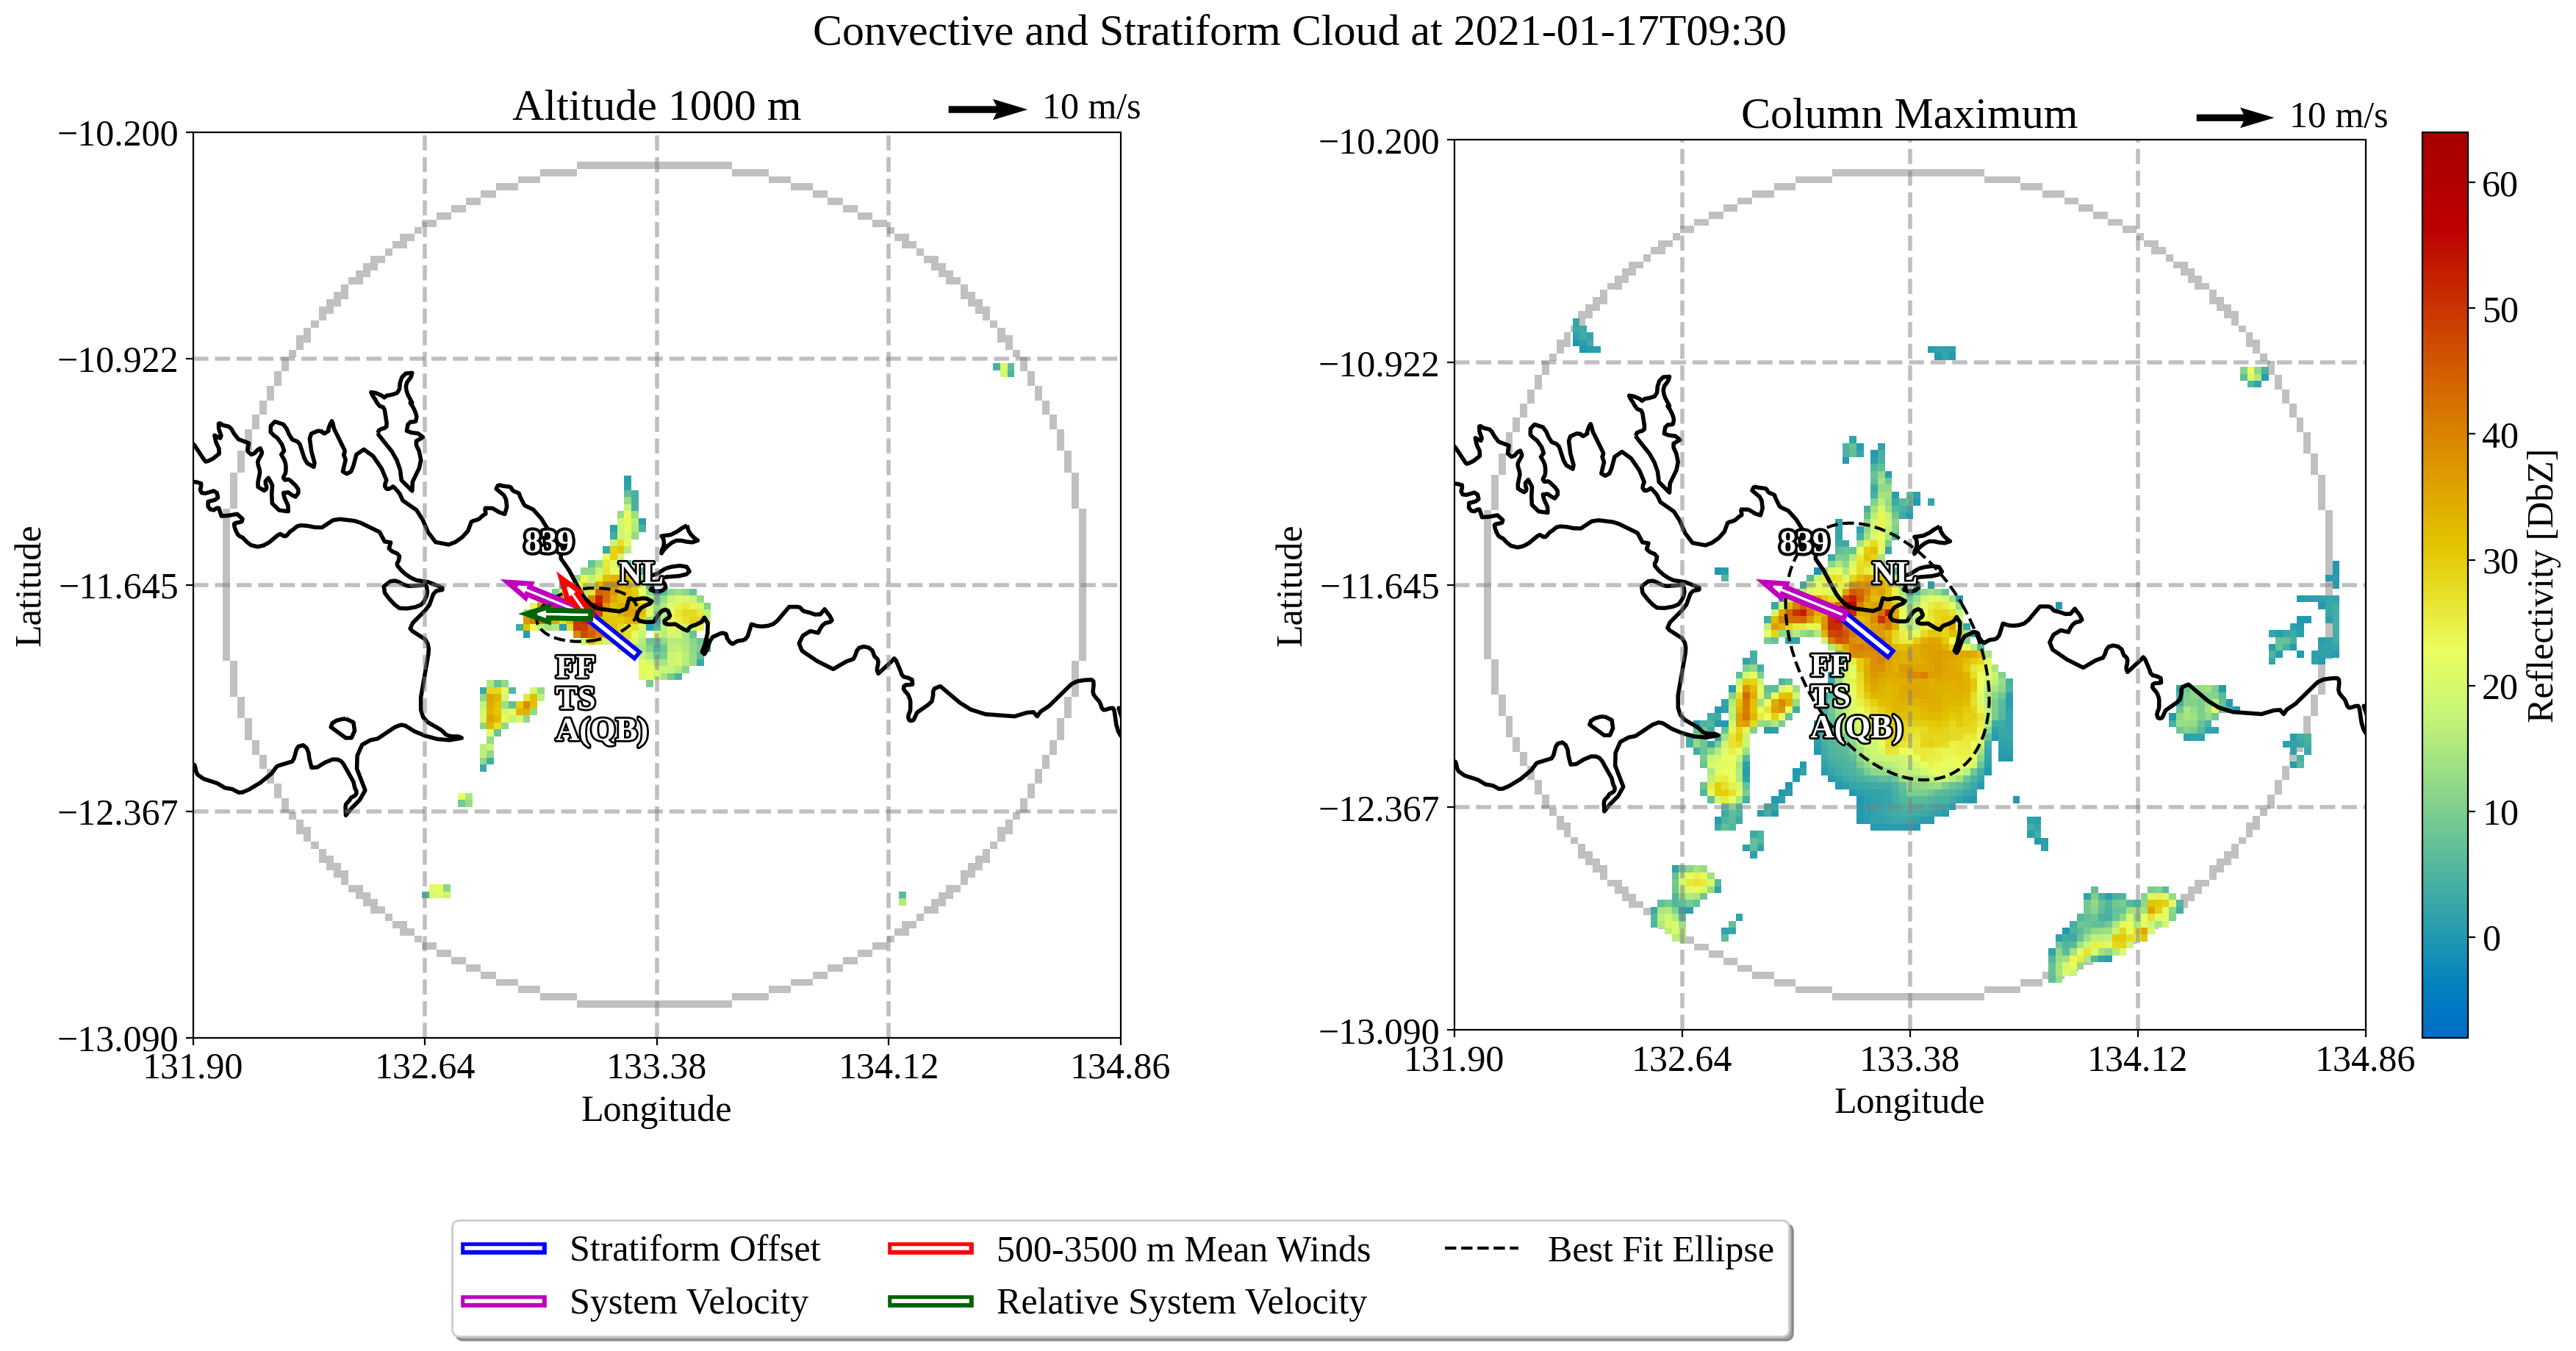 Convective and Stratiform Cloud at 2021-01-17T09:30
Altitude 1000 m
10 m/s
−10.200
−10.922
−11.645
−12.367
−13.090
131.90
132.64
133.38
134.12
134.86
Latitude
Longitude
839
NL
FF
TS
A(QB)
Column Maximum
10 m/s
−10.200
−10.922
−11.645
−12.367
−13.090
131.90
132.64
133.38
134.12
134.86
Latitude
Longitude
839
NL
FF
TS
A(QB)
60
50
40
30
20
10
0
Reflectivity [DbZ]
Stratiform Offset
System Velocity
500-3500 m Mean Winds
Relative System Velocity
Best Fit Ellipse